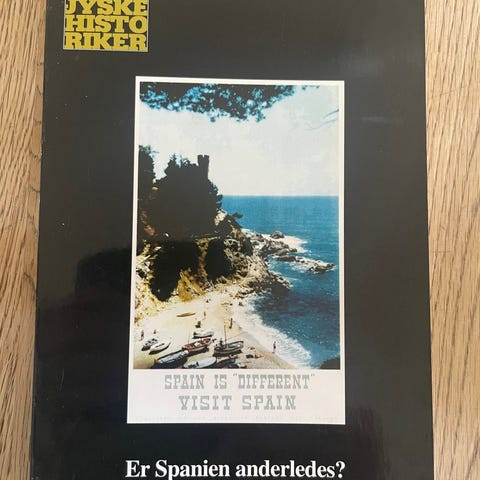 JYSKE
HISTO
RIKER
SPAIN IS "DIFFERENT"
VISIT SPAIN
Er Spanien anderledes?